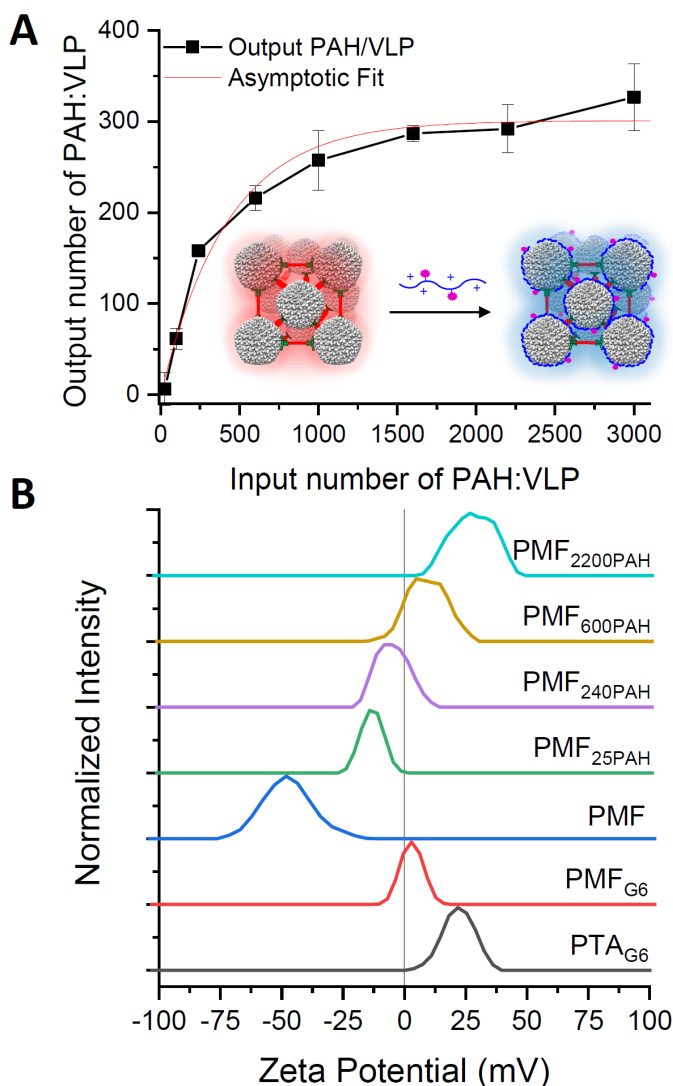 A
Output number of PAH:VLP
400
300
200
100
0
Output PAH/VLP
Asymptotic Fit
+ + + +
0 500 1000 1500 2000 2500 3000
Input number of PAH:VLP
B
Normalized Intensity
PMF2200PAH
PMF600PAH
PMF240PAH
PMF25PAH
PMF
PMFG6
PTAG6
-100 -75 -50 -25 0 25 50 75 100
Zeta Potential (mV)